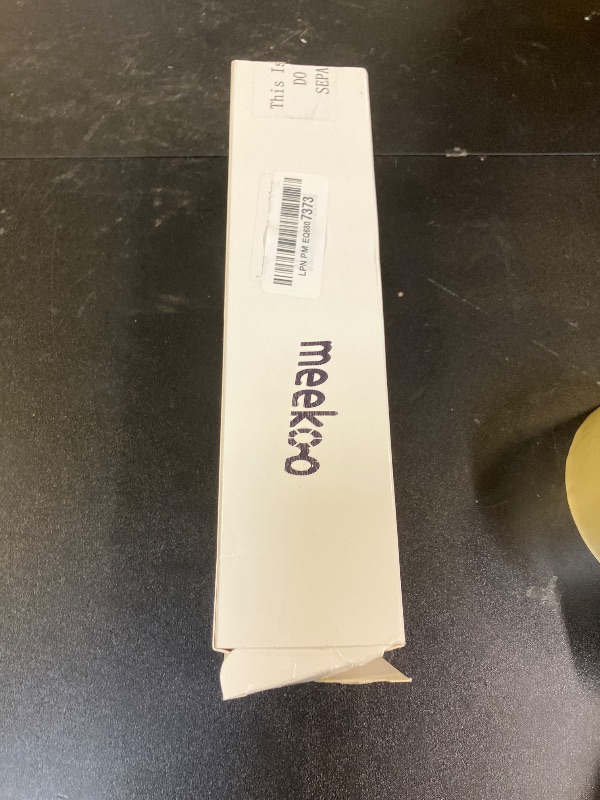 This Is
DO
SEPA
LPN PM EQ680 7373
meekoo